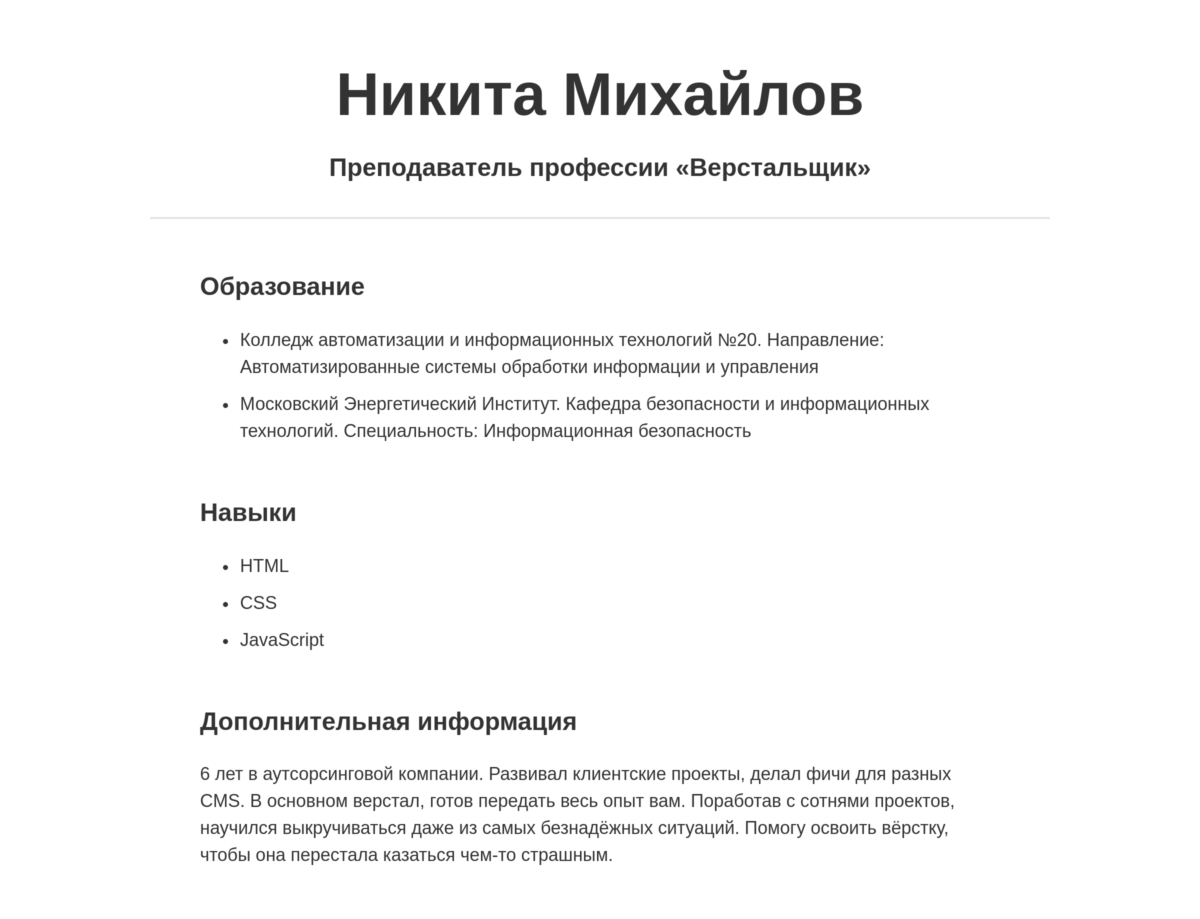 Никита Михайлов
Преподаватель профессии «Верстальщик»
Образование
• Колледж автоматизации и информационных технологий №20. Направление:
Автоматизированные системы обработки информации и управления
• Московский Энергетический Институт. Кафедра безопасности и информационных
технологий. Специальность: Информационная безопасность
Навыки
• HTML
• CSS
• JavaScript
Дополнительная информация
6 лет в аутсорсинговой компании. Развивал клиентские проекты, делал фичи для разных
CMS. В основном верстал, готов передать весь опыт вам. Поработав с сотнями проектов,
научился выкручиваться даже из самых безнадёжных ситуаций. Помогу освоить вёрстку,
чтобы она перестала казаться чем-то страшным.